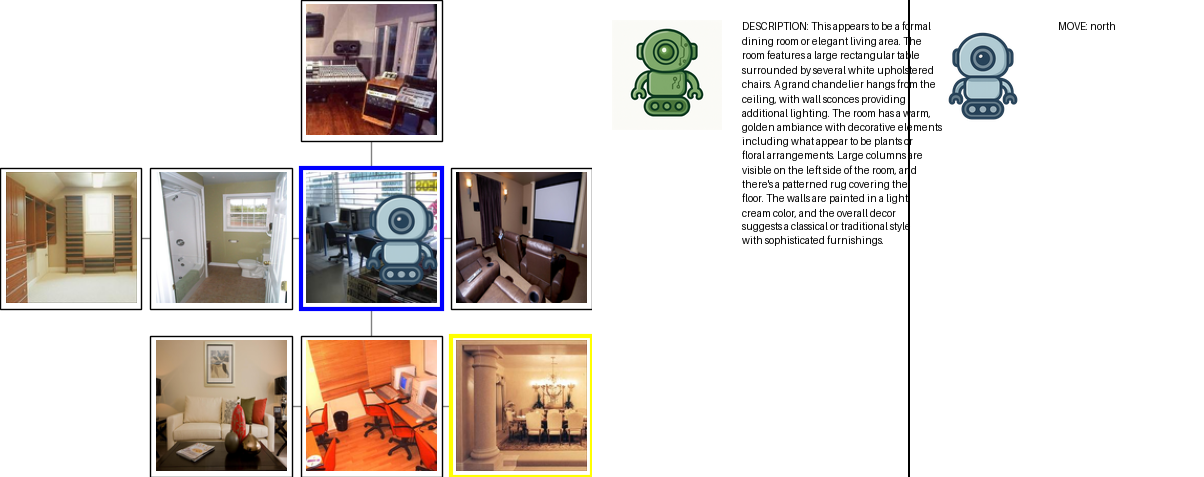 DESCRIPTION: This appears to be a formal
dining room or elegant living area. The
room features a large rectangular table
surrounded by several white upholstered
chairs. A grand chandelier hangs from the
ceiling, with wall sconces providing
additional lighting. The room has a warm,
golden ambiance with decorative elements
including what appear to be plants or
floral arrangements. Large columns are
visible on the left side of the room, and
there's a patterned rug covering the
floor. The walls are painted in a light
cream color, and the overall decor
suggests a classical or traditional style
with sophisticated furnishings.
MOVE: north